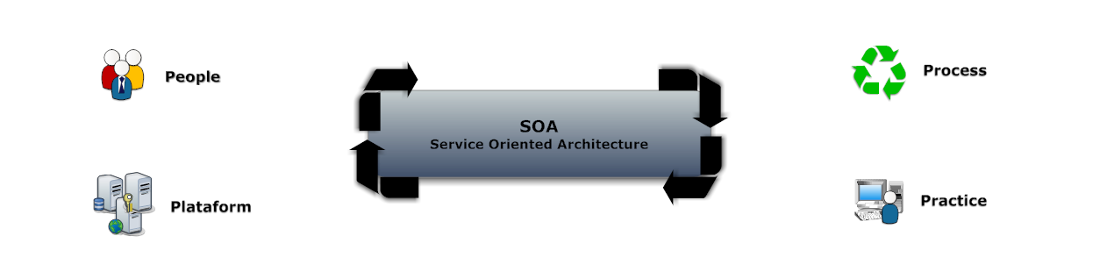 People
Process
SOA
Service Oriented Architecture
Plataform
Practice